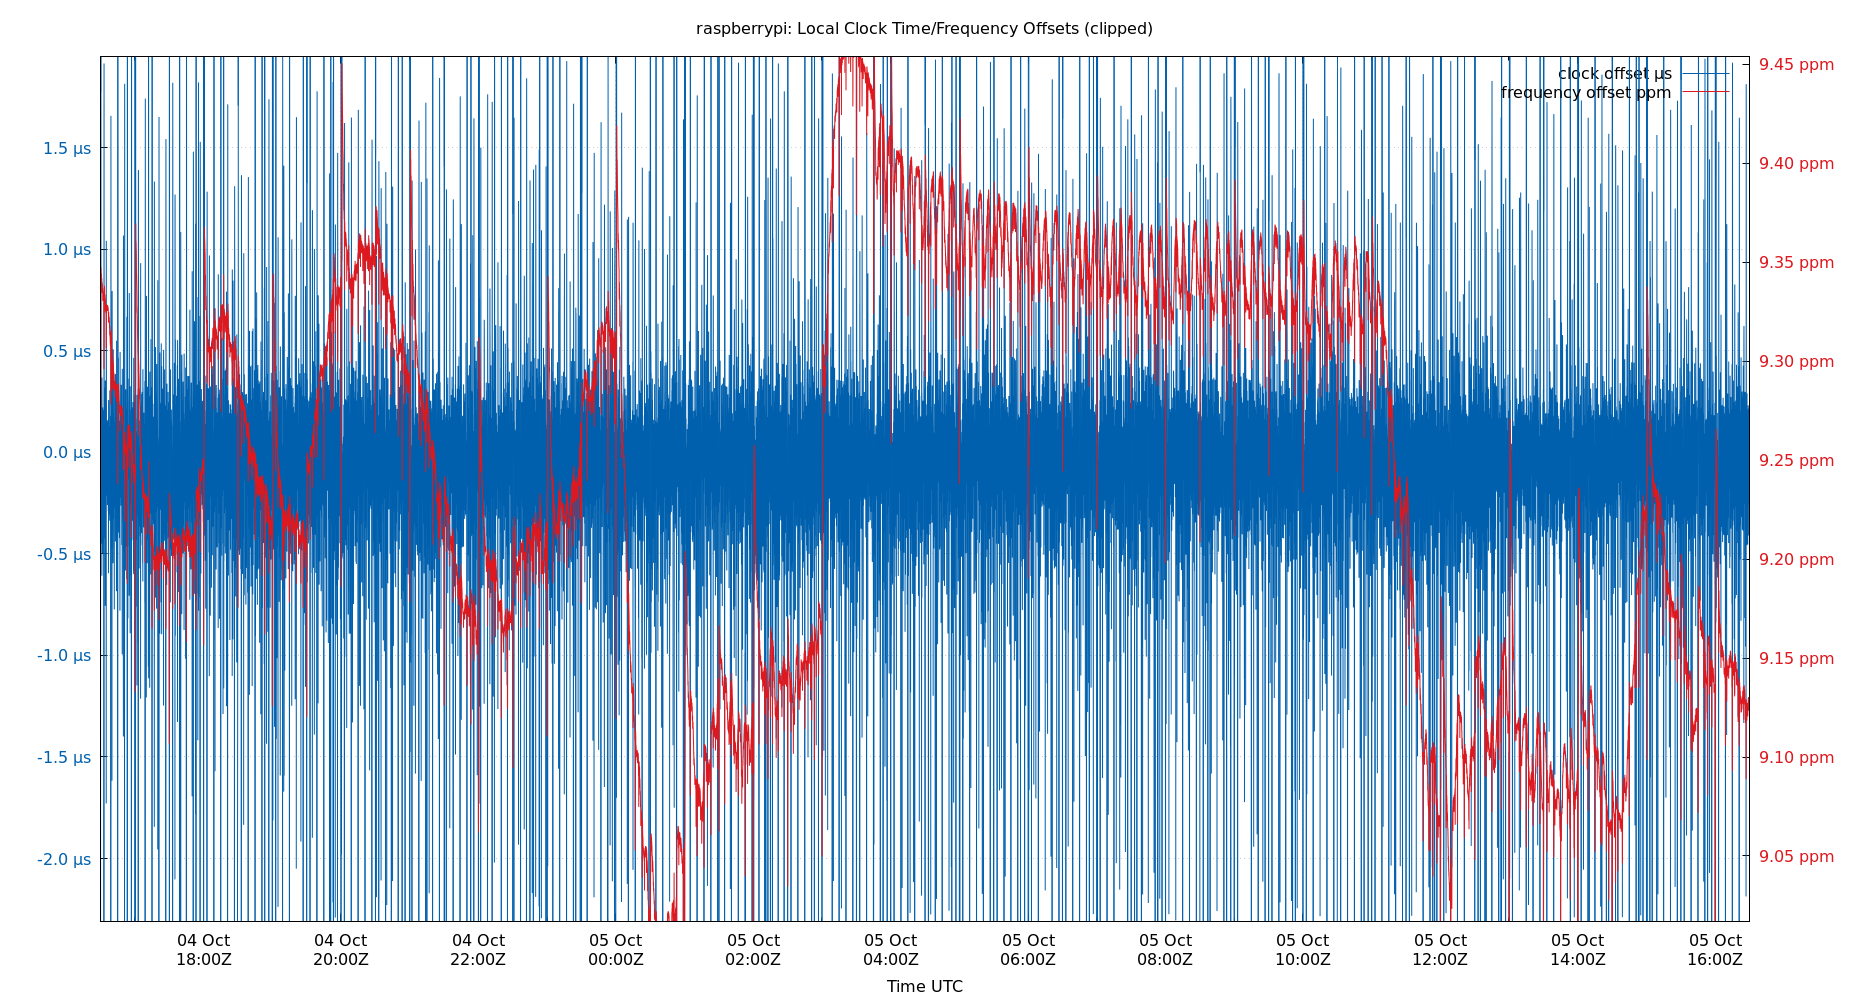 raspberrypi: Local Clock Time/Frequency Offsets (clipped)
clock offset µs
frequency offset ppm
1.5 µs
1.0 µs
0.5 µs
0.0 µs
-0.5 µs
-1.0 µs
-1.5 µs
-2.0 µs
9.45 ppm
9.40 ppm
9.35 ppm
9.30 ppm
9.25 ppm
9.20 ppm
9.15 ppm
9.10 ppm
9.05 ppm
04 Oct 04 Oct 04 Oct 05 Oct 05 Oct 05 Oct 05 Oct 05 Oct 05 Oct 05 Oct 05 Oct 05 Oct
18:00Z 20:00Z 22:00Z 00:00Z 02:00Z 04:00Z 06:00Z 08:00Z 10:00Z 12:00Z 14:00Z 16:00Z
Time UTC